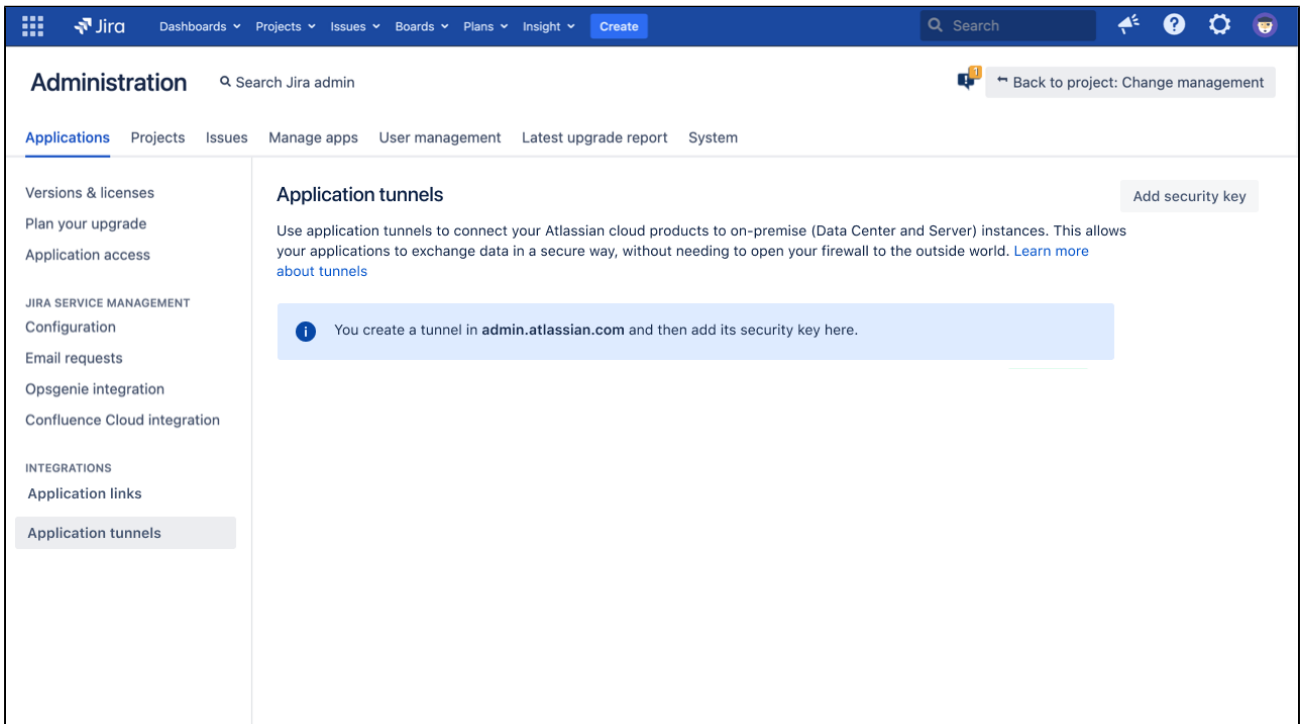 Jira Dashboards Projects Issues Boards Plans Insight Create Search
Administration Search Jira admin 1 Back to project: Change management
Applications Projects Issues Manage apps User management Latest upgrade report System
Versions & licenses
Plan your upgrade
Application access
JIRA SERVICE MANAGEMENT
Configuration
Email requests
Opsgenie integration
Confluence Cloud integration
INTEGRATIONS
Application links
Application tunnels
Application tunnels Add security key
Use application tunnels to connect your Atlassian cloud products to on-premise (Data Center and Server) instances. This allows
your applications to exchange data in a secure way, without needing to open your firewall to the outside world. Learn more
about tunnels
You create a tunnel in admin.atlassian.com and then add its security key here.